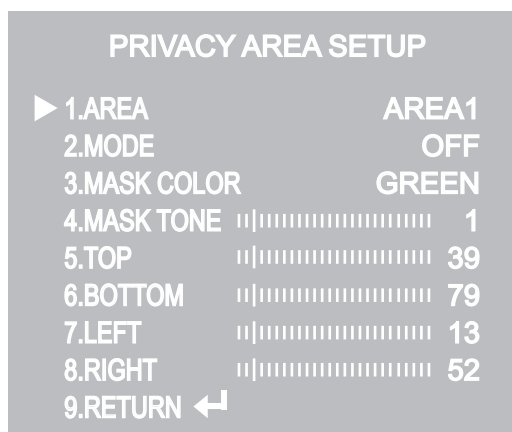 PRIVACY AREA SETUP
1.AREA AREA1
2.MODE OFF
3.MASK COLOR GREEN
4.MASK TONE 1
5.TOP 39
6.BOTTOM 79
7.LEFT 13
8.RIGHT 52
9.RETURN